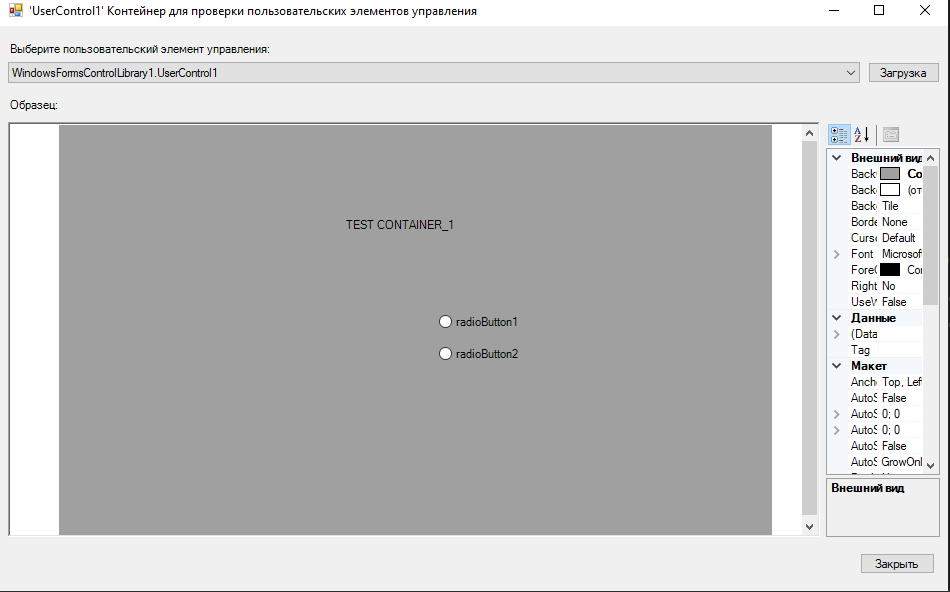 'UserControl1' Контейнер для проверки пользовательских элементов управления
Выберите пользовательский элемент управления:
WindowsFormsControlLibrary1.UserControl1
Загрузка
Образец:
TEST CONTAINER_1
radioButton1
radioButton2
Внешний вид
Back Co
Back (от
Back Tile
Borde None
Curs Default
Font Microsof
ForeC Co
Right No
UseW False
Данные
(Data
Tag
Макет
Anch Top, Left
AutoS False
AutoS 0; 0
AutoS 0; 0
AutoS False
AutoS GrowOnl
Внешний вид
Закрыть